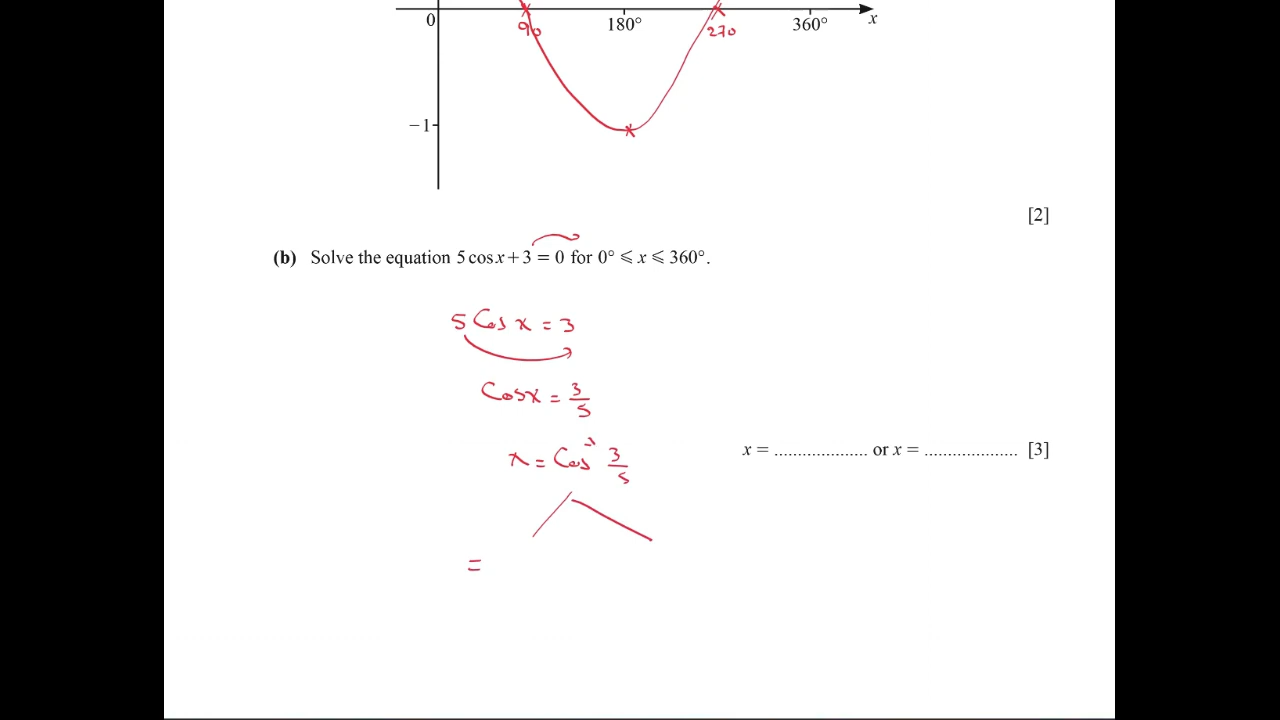 0 180° 360° x
90 270
−1
[2]
(b) Solve the equation 5 cos x + 3 = 0 for 0° ⩽ x ⩽ 360°.
5 Cos x = 3
Cos x = 3/5
x = Cos 3/5
x = .................... or x = .................... [3]
=